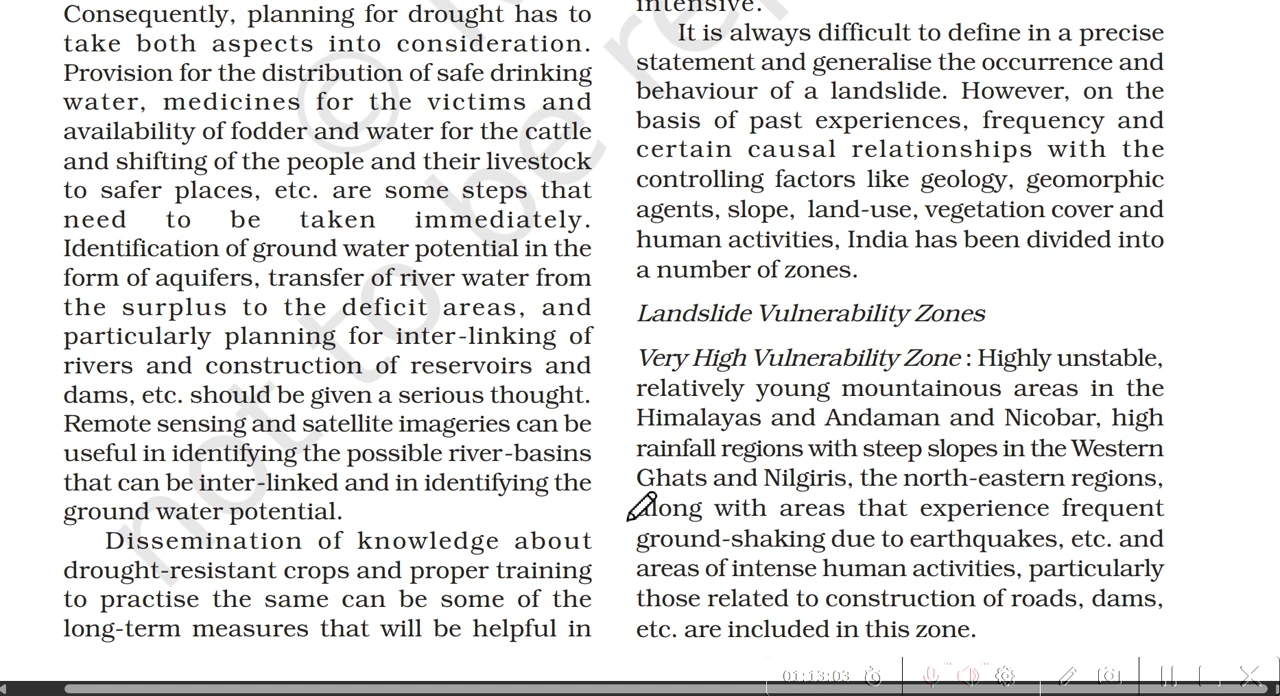 Consequently, planning for drought has to
take both aspects into consideration.
Provision for the distribution of safe drinking
water, medicines for the victims and
availability of fodder and water for the cattle
and shifting of the people and their livestock
to safer places, etc. are some steps that
need to be taken immediately.
Identification of ground water potential in the
form of aquifers, transfer of river water from
the surplus to the deficit areas, and
particularly planning for inter-linking of
rivers and construction of reservoirs and
dams, etc. should be given a serious thought.
Remote sensing and satellite imageries can be
useful in identifying the possible river-basins
that can be inter-linked and in identifying the
ground water potential.
Dissemination of knowledge about
drought-resistant crops and proper training
to practise the same can be some of the
long-term measures that will be helpful in
intensive.
It is always difficult to define in a precise
statement and generalise the occurrence and
behaviour of a landslide. However, on the
basis of past experiences, frequency and
certain causal relationships with the
controlling factors like geology, geomorphic
agents, slope, land-use, vegetation cover and
human activities, India has been divided into
a number of zones.
Landslide Vulnerability Zones
Very High Vulnerability Zone : Highly unstable,
relatively young mountainous areas in the
Himalayas and Andaman and Nicobar, high
rainfall regions with steep slopes in the Western
Ghats and Nilgiris, the north-eastern regions,
along with areas that experience frequent
ground-shaking due to earthquakes, etc. and
areas of intense human activities, particularly
those related to construction of roads, dams,
etc. are included in this zone.
not to be re
©
01:13:03